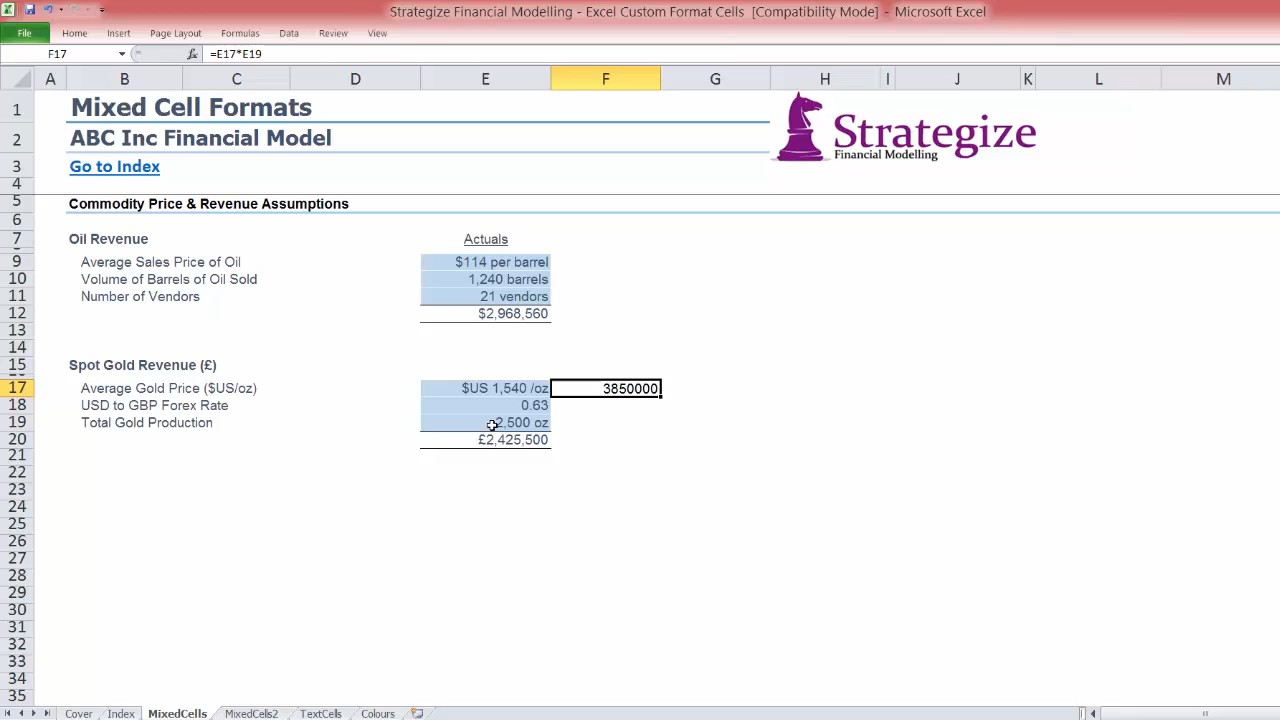 Strategize Financial Modelling - Excel Custom Format Cells [Compatibility Mode] - Microsoft Excel
File Home Insert Page Layout Formulas Data Review View
F17 fx =E17*E19
A B C D E F G H I J K L M
1 Mixed Cell Formats Strategize
2 ABC Inc Financial Model Financial Modelling
3 Go to Index
4
5 Commodity Price & Revenue Assumptions
6
7 Oil Revenue Actuals
9 Average Sales Price of Oil $114 per barrel
10 Volume of Barrels of Oil Sold 1,240 barrels
11 Number of Vendors 21 vendors
12 $2,968,560
13
14
15 Spot Gold Revenue (£)
17 Average Gold Price ($US/oz) $US 1,540 /oz 3850000
18 USD to GBP Forex Rate 0.63
19 Total Gold Production 2,500 oz
20 £2,425,500
21
22
23
24
25
26
27
28
29
30
31
32
33
34
35
Cover Index MixedCells MixedCells2 TextCells Colours